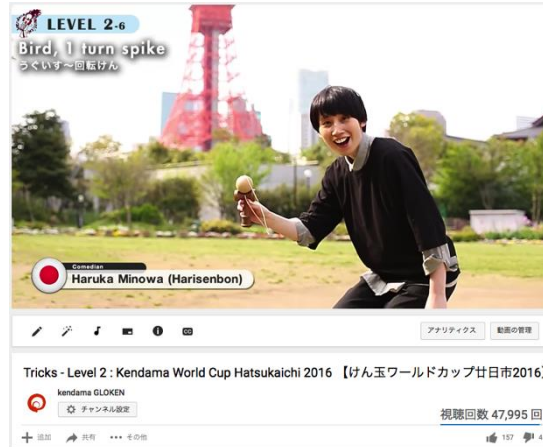 LEVEL 2-6
Bird, 1 turn spike
うぐいす～回転けん
Comedian
Haruka Minowa (Harisenbon)
CC
アナリティクス
動画の管理
Tricks - Level 2 : Kendama World Cup Hatsukaichi 2016 【けん玉ワールドカップ廿日市2016】
kendama GLOKEN
チャンネル設定
視聴回数 47,995 回
追加
共有
その他
157
4